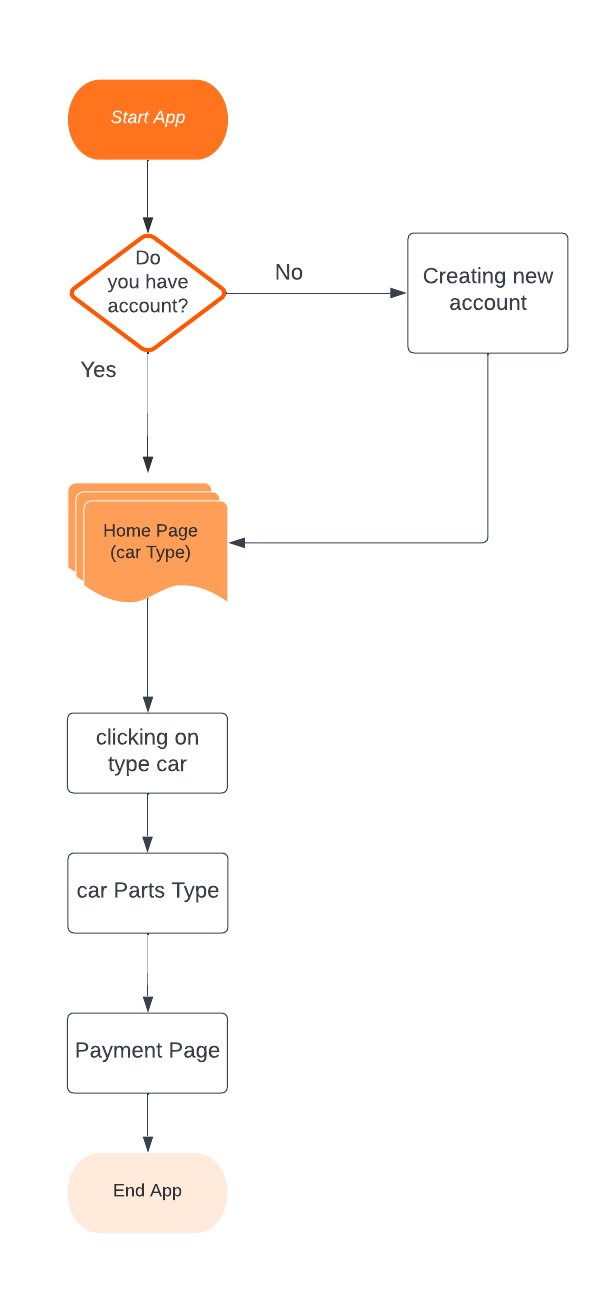 Start App
Do
you have
account?
No
Creating new
account
Yes
Home Page
(car Type)
clicking on
type car
car Parts Type
Payment Page
End App